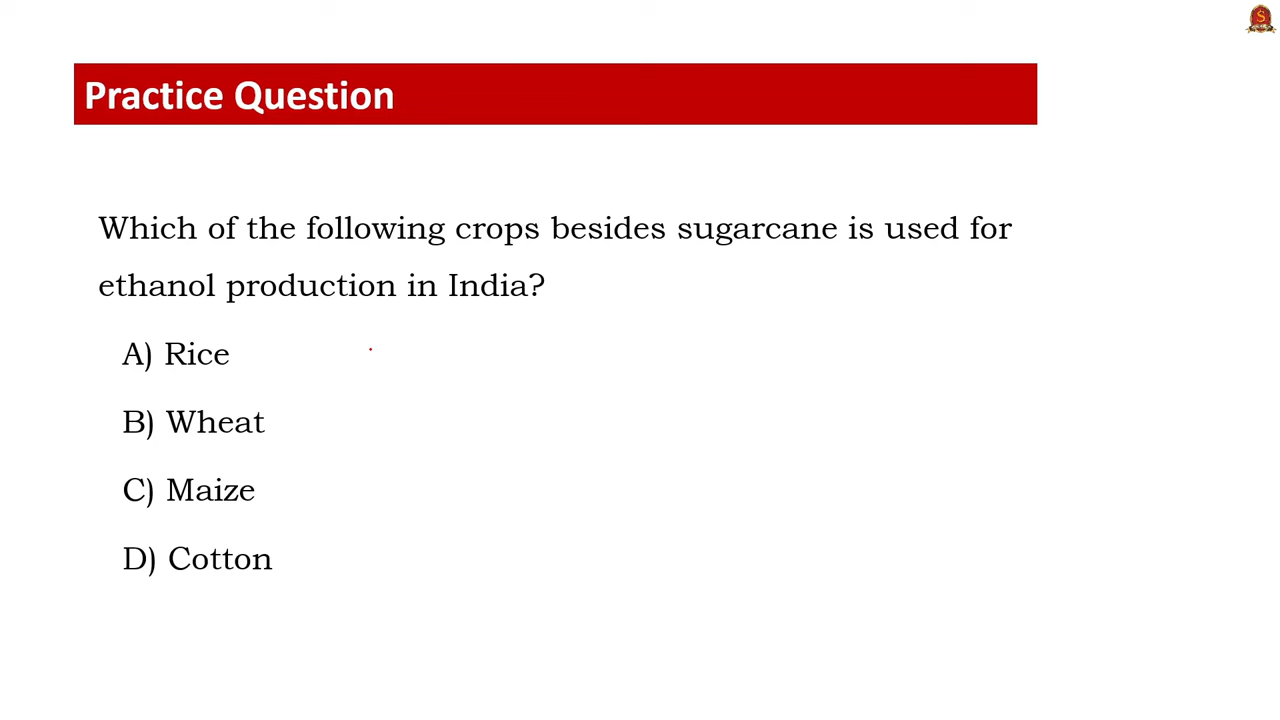 Practice Question
Which of the following crops besides sugarcane is used for
ethanol production in India?
A) Rice
B) Wheat
C) Maize
D) Cotton